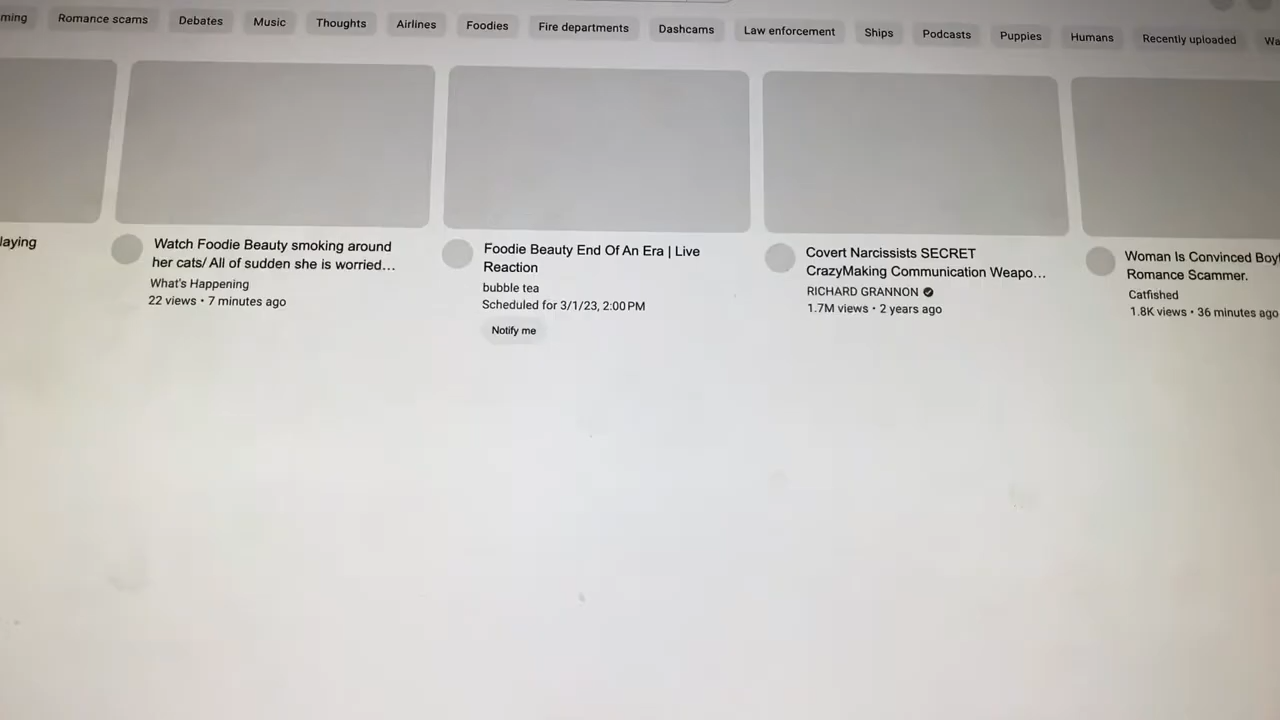 ming
Romance scams
Debates
Music
Thoughts
Airlines
Foodies
Fire departments
Dashcams
Law enforcement
Ships
Podcasts
Puppies
Humans
Recently uploaded
Wa
laying
Watch Foodie Beauty smoking around
her cats/ All of sudden she is worried...
What's Happening
22 views • 7 minutes ago
Foodie Beauty End Of An Era | Live
Reaction
bubble tea
Scheduled for 3/1/23, 2:00 PM
Notify me
Covert Narcissists SECRET
CrazyMaking Communication Weapo...
RICHARD GRANNON
1.7M views • 2 years ago
Woman Is Convinced Boyf
Romance Scammer.
Catfished
1.8K views • 36 minutes ago